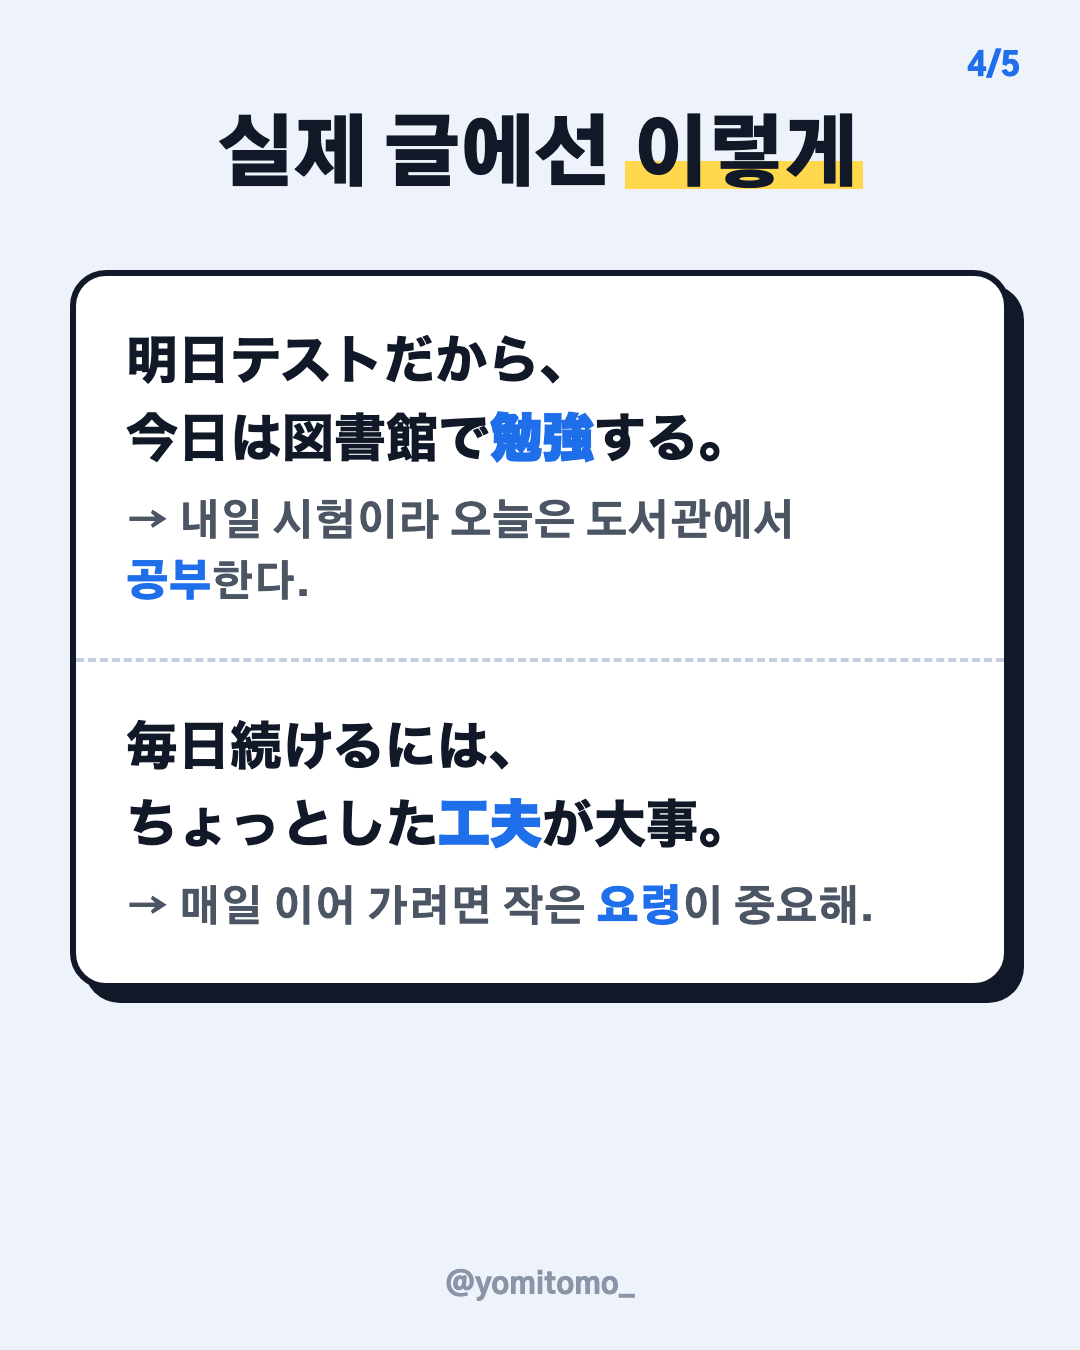 4/5
실제 글에선 이렇게
明日テストだから、
今日は図書館で勉強する。
→ 내일 시험이라 오늘은 도서관에서
공부한다.
毎日続けるには、
ちょっとした工夫が大事。
→ 매일 이어 가려면 작은 요령이 중요해.
@yomitomo_